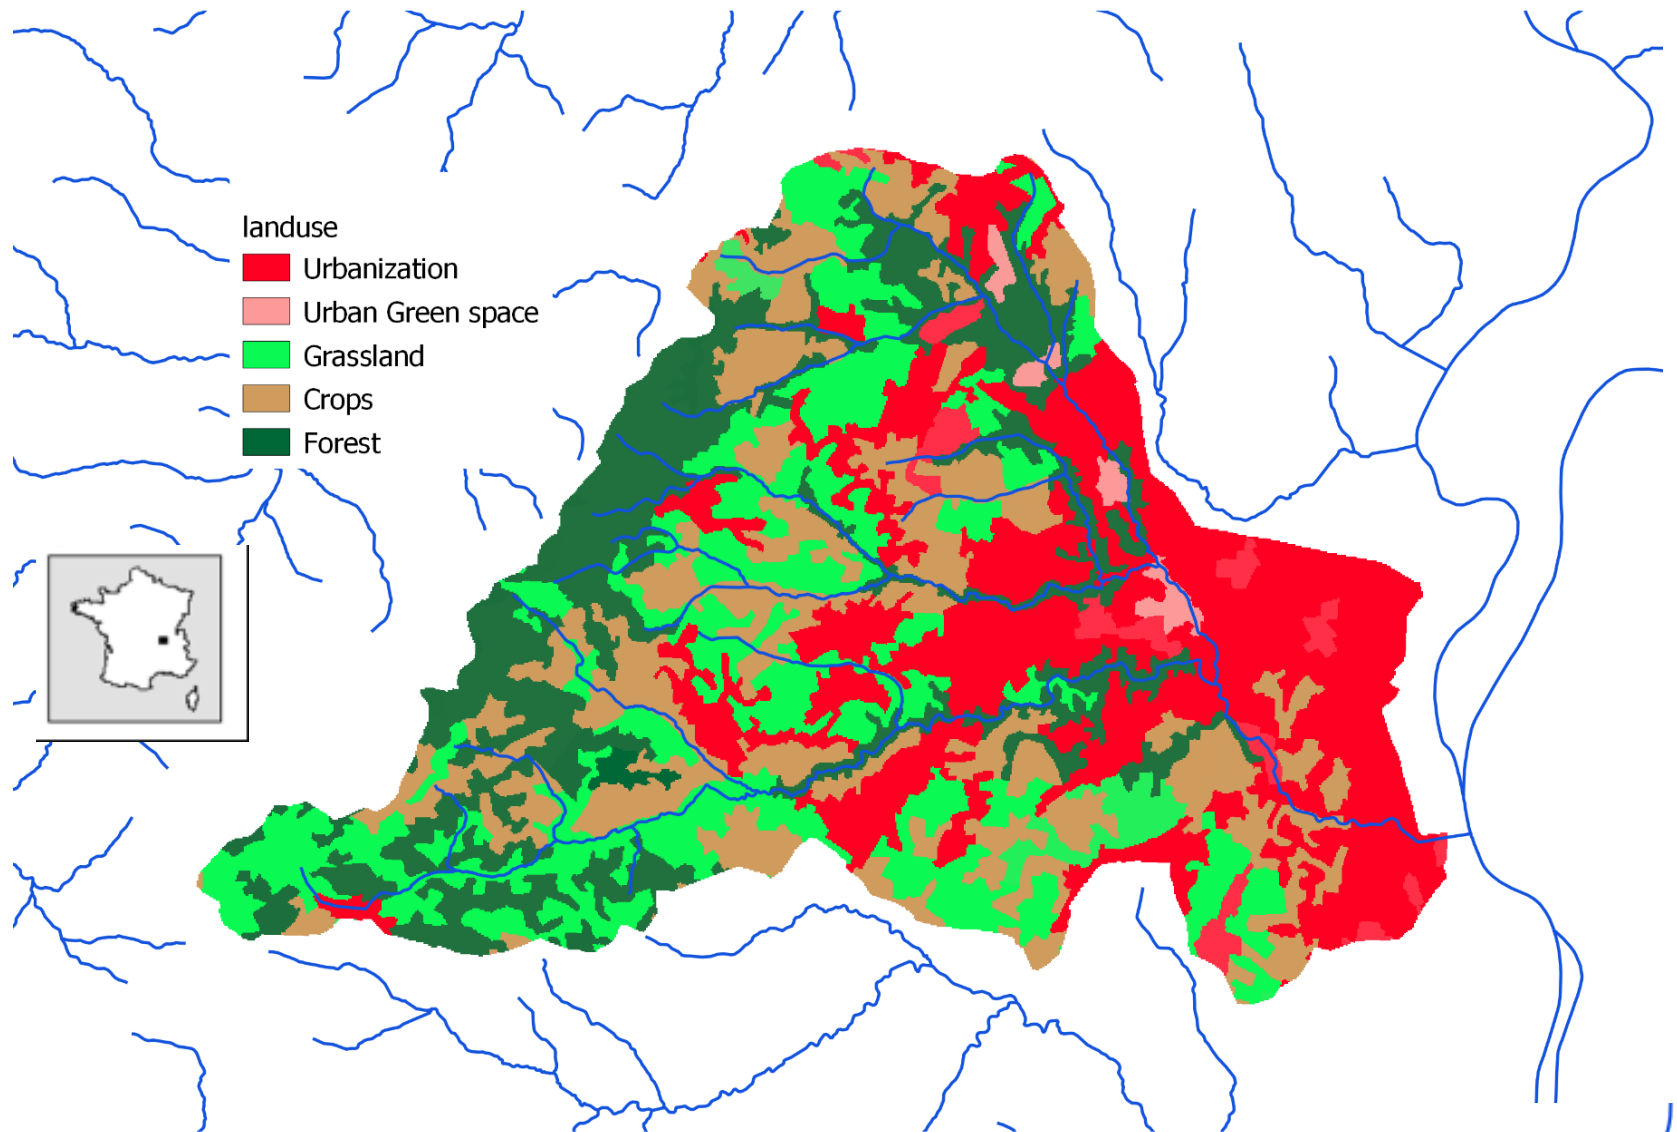 landuse
Urbanization
Urban Green space
Grassland
Crops
Forest